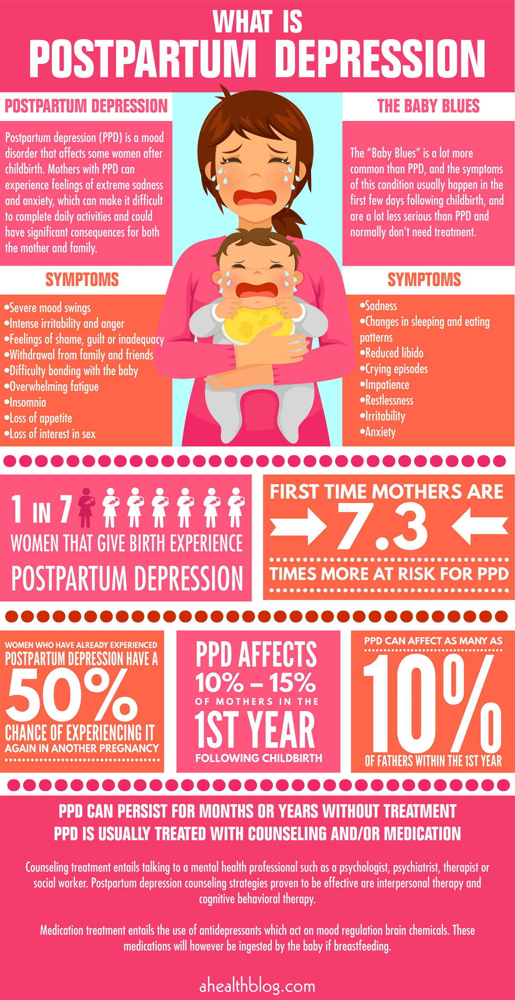 WHAT IS
POSTPARTUM DEPRESSION
POSTPARTUM DEPRESSION
Postpartum depression (PPD) is a mood
disorder that affects some women after
childbirth. Mothers with PPD can
experience feelings of extreme sadness
and anxiety, which can make it difficult
to complete daily activities and could
have significant consequences for both
the mother and family.
SYMPTOMS
•Severe mood swings
•Intense irritability and anger
•Feelings of shame, guilt or inadequacy
•Withdrawal from family and friends
•Difficulty bonding with the baby
•Overwhelming fatigue
•Insomnia
•Loss of appetite
•Loss of interest in sex
THE BABY BLUES
The “Baby Blues” is a lot more
common than PPD, and the symptoms
of this condition usually happen in the
first few days following childbirth, and
are a lot less serious than PPD and
normally don’t need treatment.
SYMPTOMS
•Sadness
•Changes in sleeping and eating
patterns
•Reduced libido
•Crying episodes
•Impatience
•Restlessness
•Irritability
•Anxiety
1 IN 7
WOMEN THAT GIVE BIRTH EXPERIENCE
POSTPARTUM DEPRESSION
FIRST TIME MOTHERS ARE
7.3
TIMES MORE AT RISK FOR PPD
WOMEN WHO HAVE ALREADY EXPERIENCED
POSTPARTUM DEPRESSION HAVE A
50%
CHANCE OF EXPERIENCING IT
AGAIN IN ANOTHER PREGNANCY
PPD AFFECTS
10% – 15%
OF MOTHERS IN THE
1ST YEAR
FOLLOWING CHILDBIRTH
PPD CAN AFFECT AS MANY AS
10%
OF FATHERS WITHIN THE 1ST YEAR
PPD CAN PERSIST FOR MONTHS OR YEARS WITHOUT TREATMENT
PPD IS USUALLY TREATED WITH COUNSELING AND/OR MEDICATION
Counseling treatment entails talking to a mental health professional such as a psychologist, psychiatrist, therapist or
social worker. Postpartum depression counseling strategies proven to be effective are interpersonal therapy and
cognitive behavioral therapy.
Medication treatment entails the use of antidepressants which act on mood regulation brain chemicals. These
medications will however be ingested by the baby if breastfeeding.
ahealthblog.com